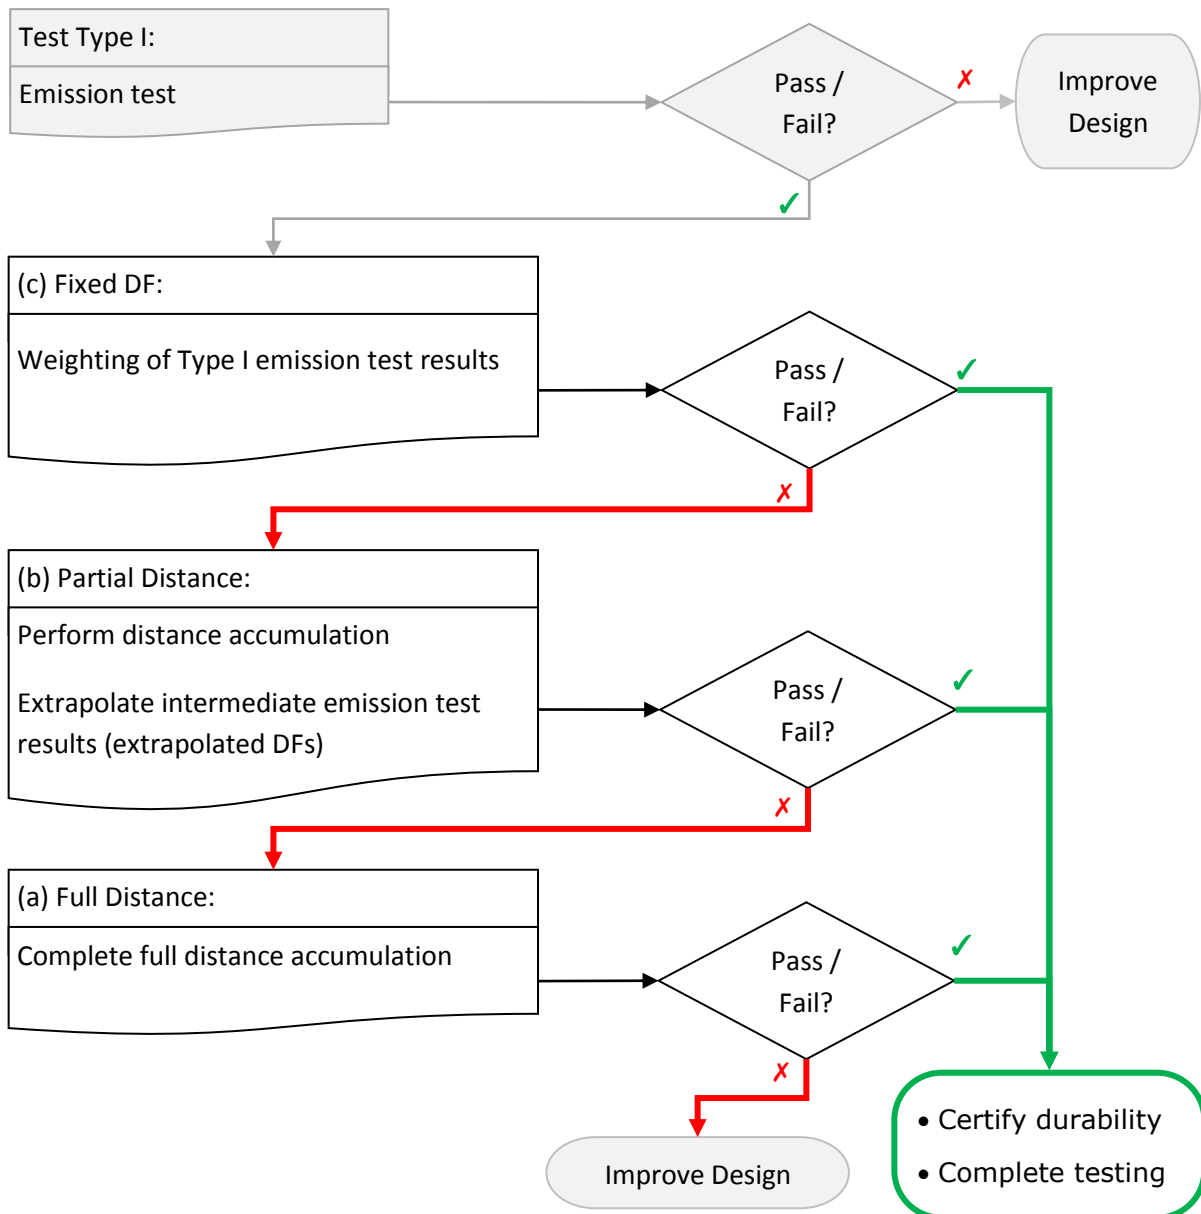 Test Type I:
Emission test
Pass /
Fail?
✗
Improve
Design
✓
(c) Fixed DF:
Weighting of Type I emission test results
Pass /
Fail?
✓
✗
(b) Partial Distance:
Perform distance accumulation
Extrapolate intermediate emission test
results (extrapolated DFs)
Pass /
Fail?
✓
✗
(a) Full Distance:
Complete full distance accumulation
Pass /
Fail?
✓
✗
Improve Design
• Certify durability
• Complete testing